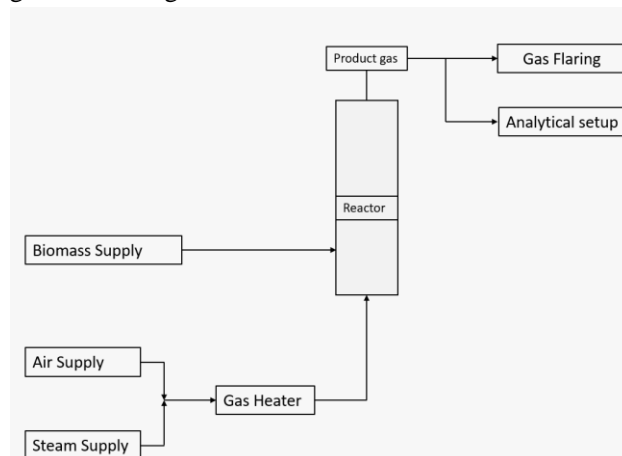 Product gas
Gas Flaring
Analytical setup
Reactor
Biomass Supply
Air Supply
Gas Heater
Steam Supply